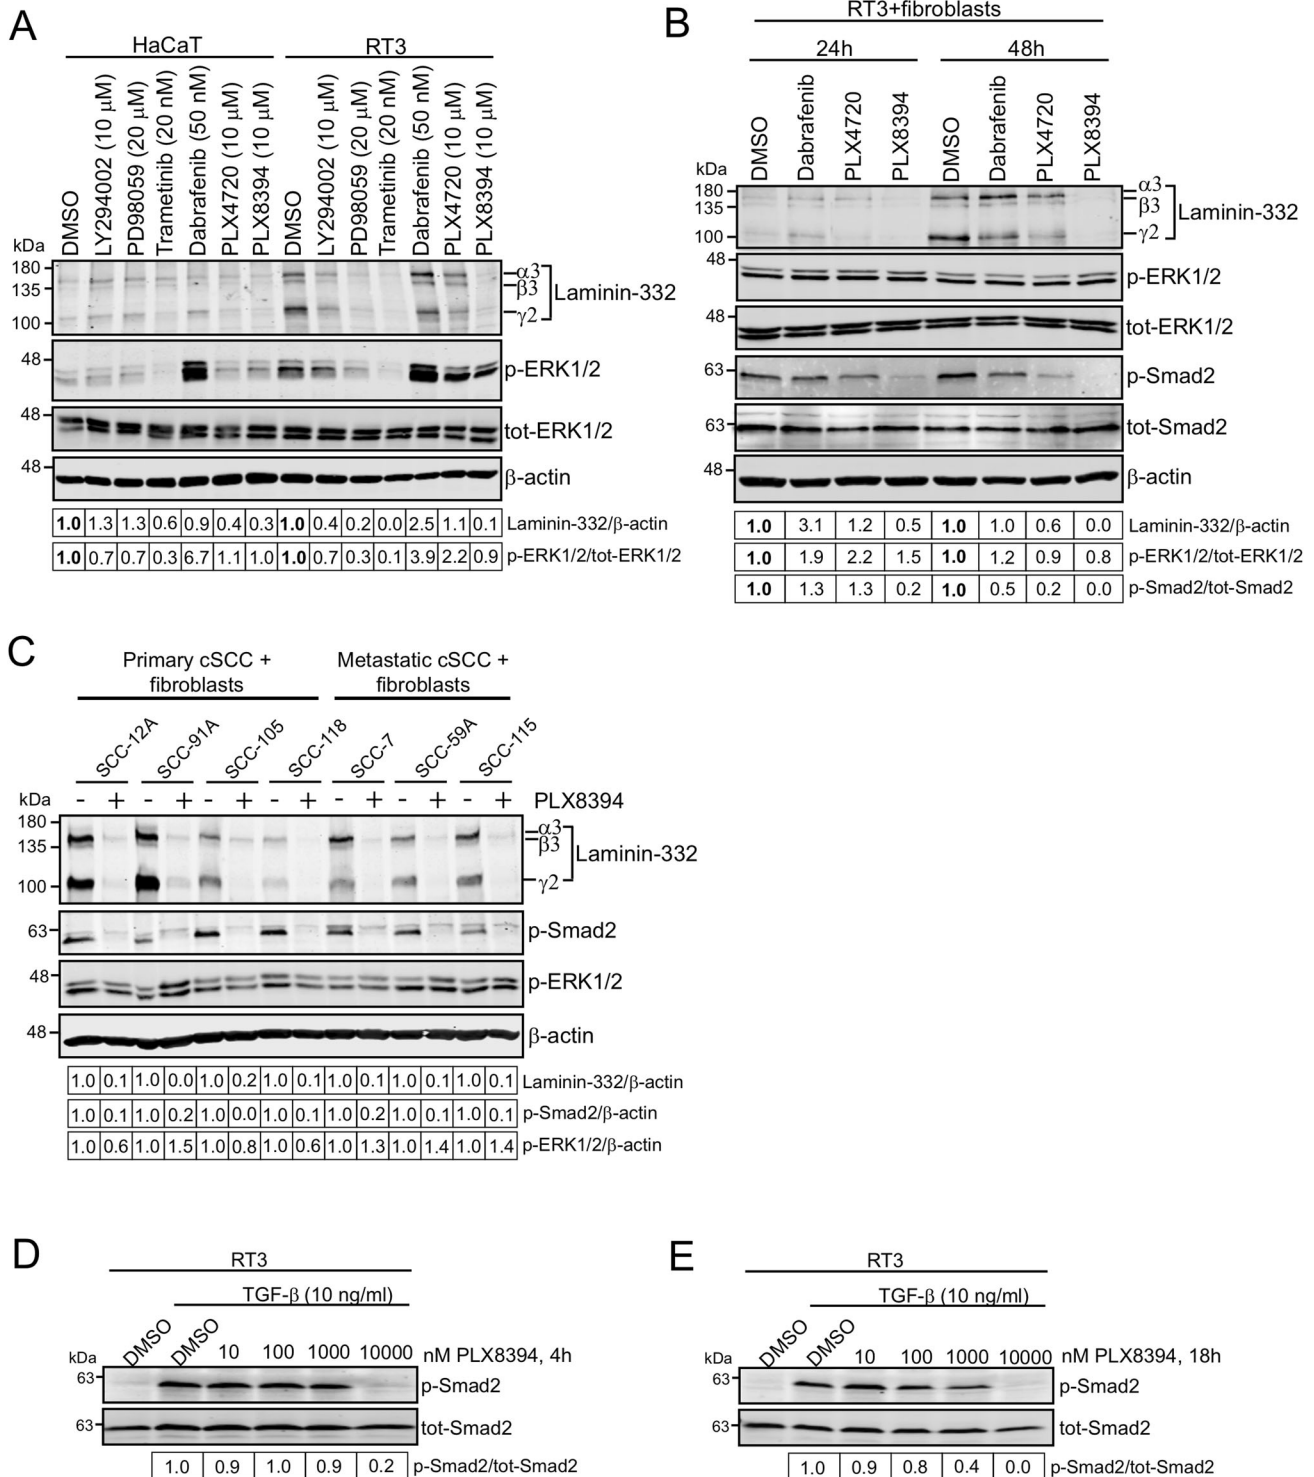 A
HaCaT
RT3
DMSO
LY294002 (10 μM)
PD98059 (20 μM)
Trametinib (20 nM)
Dabrafenib (50 nM)
PLX4720 (10 μM)
PLX8394 (10 μM)
DMSO
LY294002 (10 μM)
PD98059 (20 μM)
Trametinib (20 nM)
Dabrafenib (50 nM)
PLX4720 (10 μM)
PLX8394 (10 μM)
kDa
180
135
100
α3
β3
γ2
Laminin-332
48
p-ERK1/2
48
tot-ERK1/2
48
β-actin
1.0 1.3 1.3 0.6 0.9 0.4 0.3 1.0 0.4 0.2 0.0 2.5 1.1 0.1 Laminin-332/β-actin
1.0 0.7 0.7 0.3 6.7 1.1 1.0 1.0 0.7 0.3 0.1 3.9 2.2 0.9 p-ERK1/2/tot-ERK1/2
B
RT3+fibroblasts
24h 48h
DMSO
Dabrafenib
PLX4720
PLX8394
DMSO
Dabrafenib
PLX4720
PLX8394
kDa
180
135
100
α3
β3
γ2
Laminin-332
48
p-ERK1/2
48
tot-ERK1/2
63
p-Smad2
63
tot-Smad2
48
β-actin
1.0 3.1 1.2 0.5 1.0 1.0 0.6 0.0 Laminin-332/β-actin
1.0 1.9 2.2 1.5 1.0 1.2 0.9 0.8 p-ERK1/2/tot-ERK1/2
1.0 1.3 1.3 0.2 1.0 0.5 0.2 0.0 p-Smad2/tot-Smad2
C
Primary cSCC +
fibroblasts
Metastatic cSCC +
fibroblasts
SCC-12A
SCC-91A
SCC-105
SCC-118
SCC-7
SCC-59A
SCC-115
kDa - + - + - + - + - + - + - + PLX8394
180
135
100
α3
β3
γ2
Laminin-332
63
p-Smad2
48
p-ERK1/2
48
β-actin
1.0 0.1 1.0 0.0 1.0 0.2 1.0 0.1 1.0 0.1 1.0 0.1 1.0 0.1 Laminin-332/β-actin
1.0 0.1 1.0 0.2 1.0 0.0 1.0 0.1 1.0 0.2 1.0 0.1 1.0 0.1 p-Smad2/β-actin
1.0 0.6 1.0 1.5 1.0 0.8 1.0 0.6 1.0 1.3 1.0 1.4 1.0 1.4 p-ERK1/2/β-actin
D
RT3
TGF-β (10 ng/ml)
DMSO
DMSO
10 100 1000 10000 nM PLX8394, 4h
kDa
63
p-Smad2
63
tot-Smad2
1.0 0.9 1.0 0.9 0.2 p-Smad2/tot-Smad2
E
RT3
TGF-β (10 ng/ml)
DMSO
DMSO
10 100 1000 10000 nM PLX8394, 18h
kDa
63
p-Smad2
63
tot-Smad2
1.0 0.9 0.8 0.4 0.0 p-Smad2/tot-Smad2